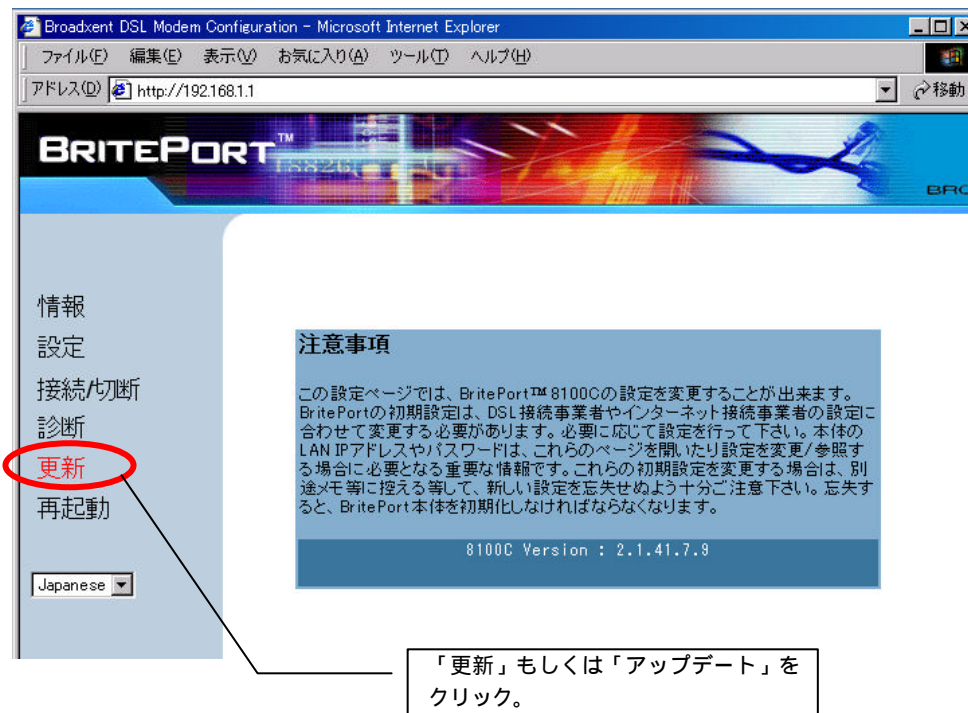 Broadxent DSL Modem Configuration - Microsoft Internet Explorer
ファイル(F) 編集(E) 表示(V) お気に入り(A) ツール(T) ヘルプ(H)
アドレス(D) http://192.168.1.1 移動
BRITEPORT™
BRO
情報
設定
接続/切断
診断
更新
再起動
Japanese
注意事項
この設定ページでは、BritePort™ 8100Cの設定を変更することが出来ます。
BritePortの初期設定は、DSL接続事業者やインターネット接続事業者の設定に
合わせて変更する必要があります。必要に応じて設定を行って下さい。本体の
LAN IPアドレスやパスワードは、これらのページを開いたり設定を変更/参照す
る場合に必要となる重要な情報です。これらの初期設定を変更する場合は、別
途メモ等に控える等して、新しい設定を忘失せぬよう十分ご注意下さい。忘失す
ると、BritePort本体を初期化しなければならなくなります。
8100C Version : 2.1.41.7.9
「更新」もしくは「アップデート」を
クリック。